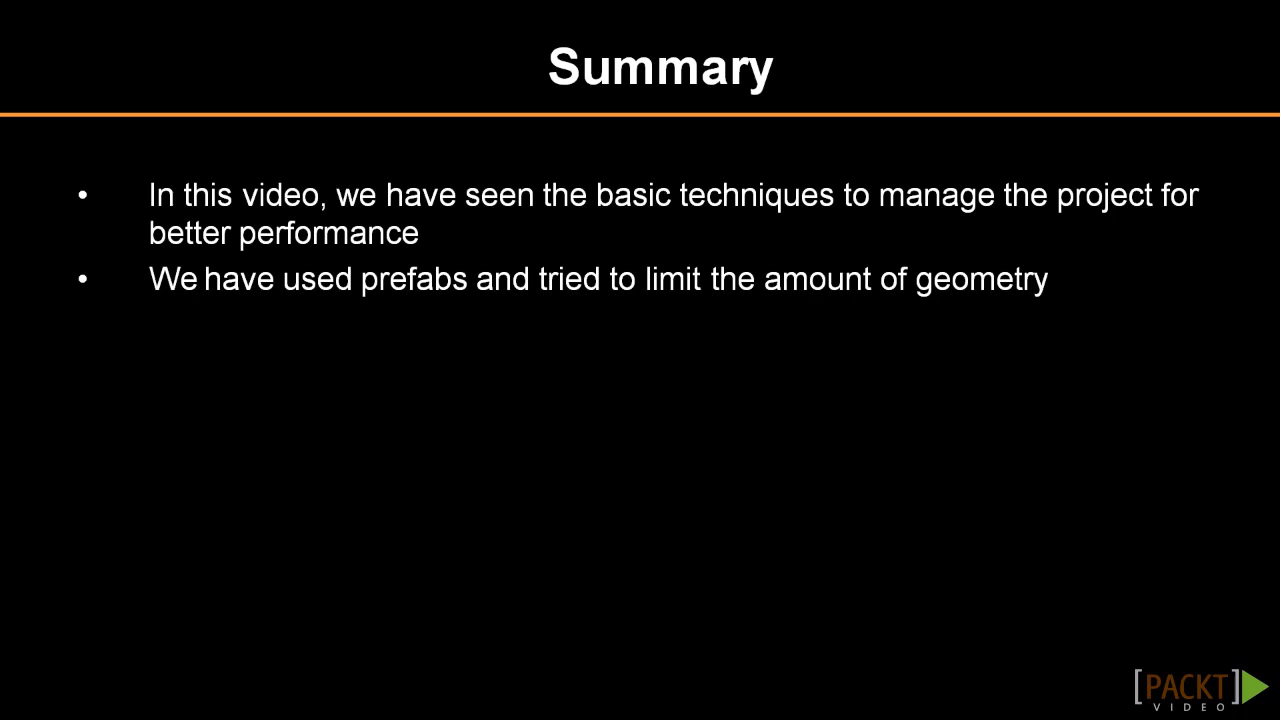 Summary
• In this video, we have seen the basic techniques to manage the project for
better performance
• We have used prefabs and tried to limit the amount of geometry
[PACKT]
VIDEO